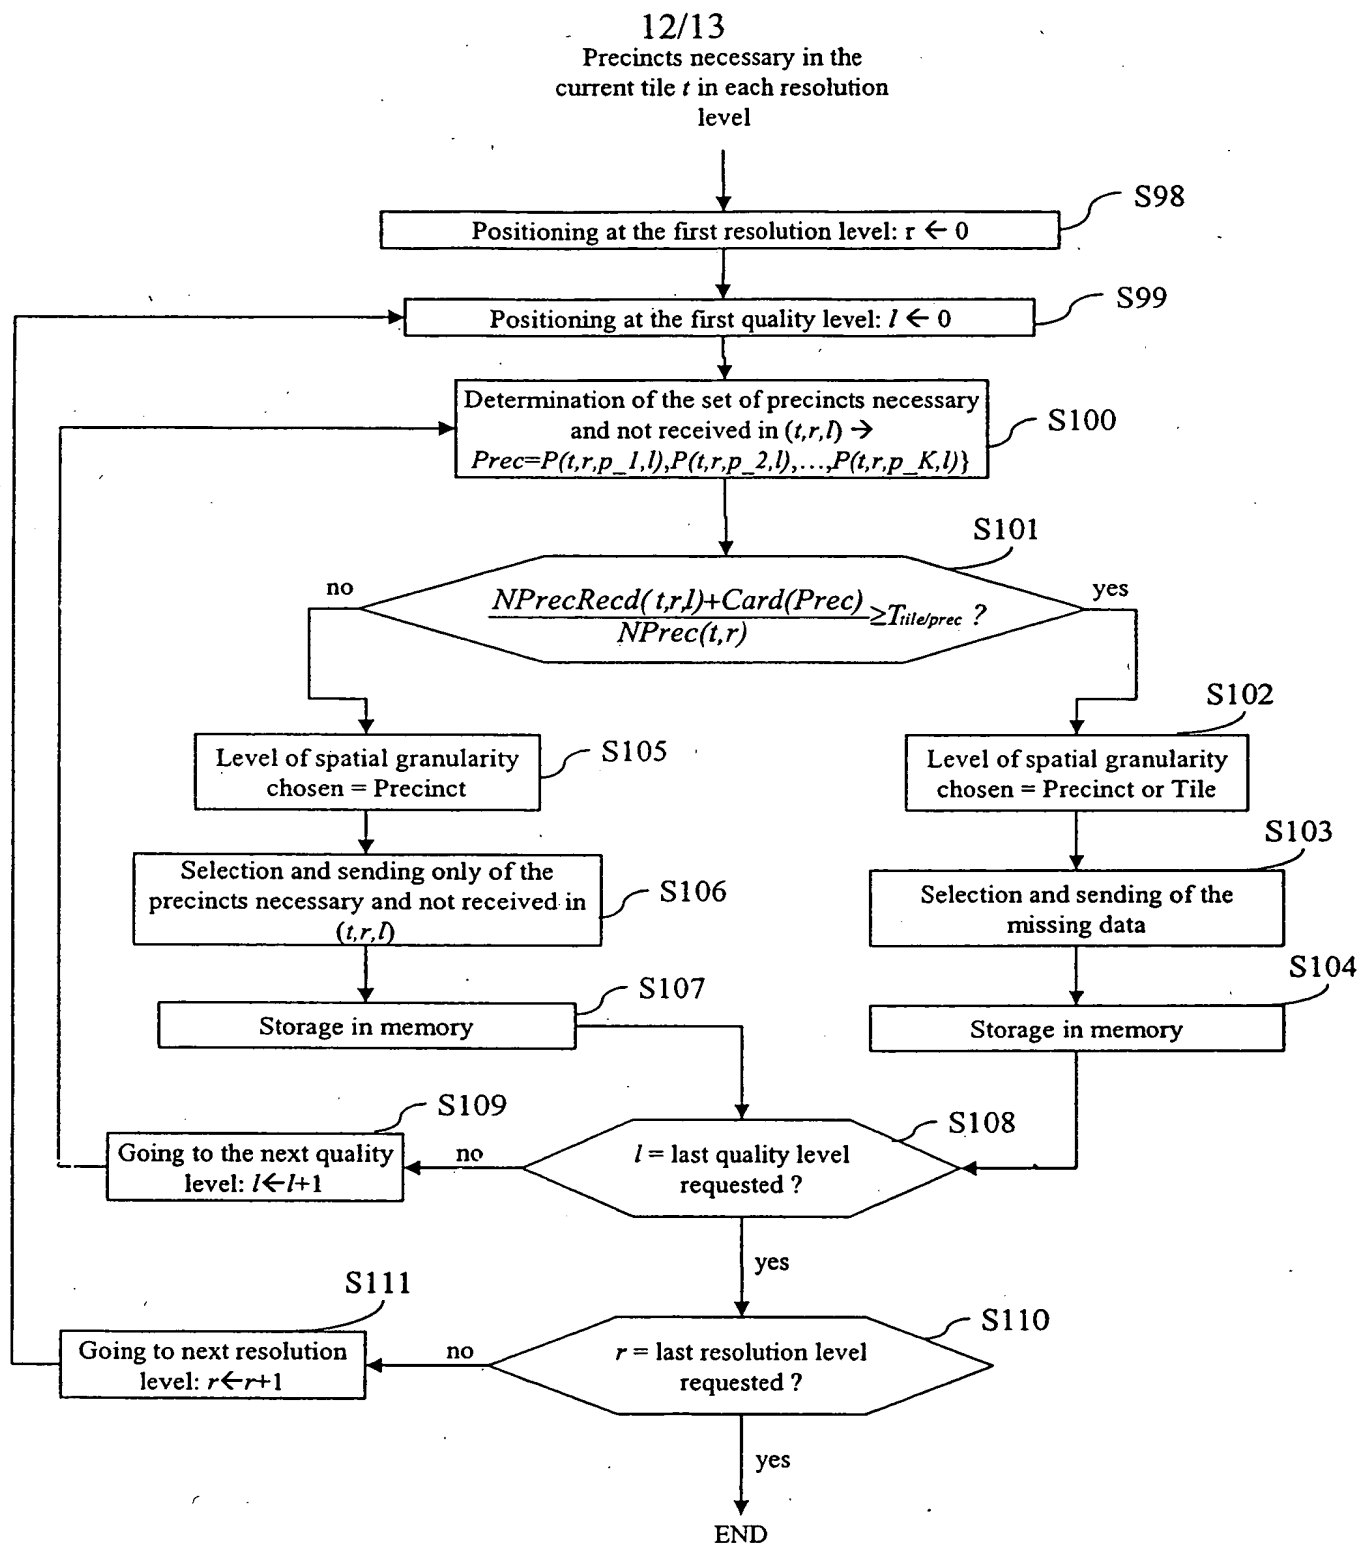 12/13
Precincts necessary in the
current tile t in each resolution
level
S98
Positioning at the first resolution level: r ← 0
S99
Positioning at the first quality level: l ← 0
Determination of the set of precincts necessary
and not received in (t,r,l) →
Prec=P(t,r,p_1,l),P(t,r,p_2,l),…,P(t,r,p_K,l)}
S100
S101
no
yes
NPrecRecd(t,r,l)+Card(Prec)
NPrec(t,r)
≥Ttile/prec ?
S102
Level of spatial granularity
chosen = Precinct
S105
Level of spatial granularity
chosen = Precinct or Tile
S103
Selection and sending only of the
precincts necessary and not received in
(t,r,l)
S106
Selection and sending of the
missing data
S104
S107
Storage in memory
Storage in memory
S109
S108
Going to the next quality
level: l←l+1
no
l = last quality level
requested ?
yes
S111
S110
Going to next resolution
level: r←r+1
no
r = last resolution level
requested ?
yes
END